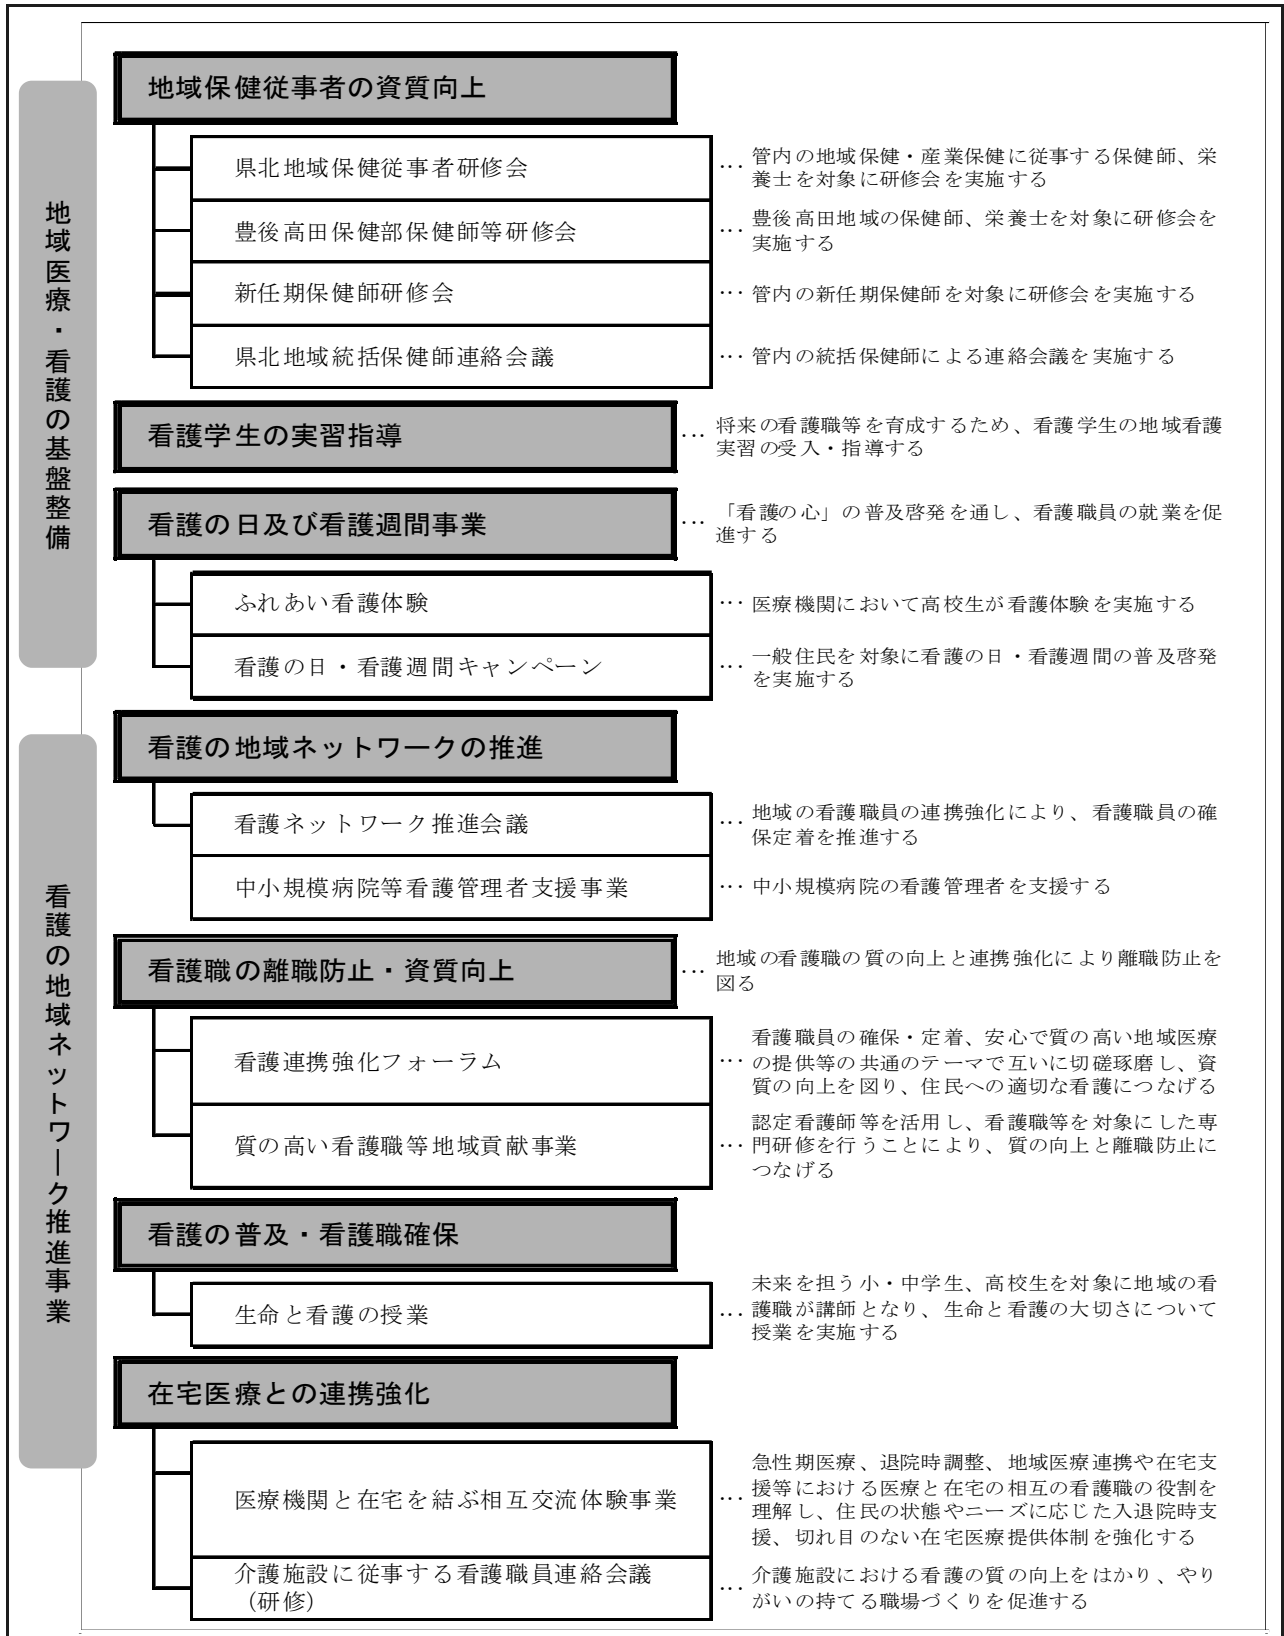 地域医療・看護の基盤整備
地域保健従事者の資質向上
県北地域保健従事者研修会
… 管内の地域保健・産業保健に従事する保健師、栄
養士を対象に研修会を実施する
豊後高田保健部保健師等研修会
… 豊後高田地域の保健師、栄養士を対象に研修会を
実施する
新任期保健師研修会
… 管内の新任期保健師を対象に研修会を実施する
県北地域統括保健師連絡会議
… 管内の統括保健師による連絡会議を実施する
看護学生の実習指導
… 将来の看護職等を育成するため、看護学生の地域看護
実習の受入・指導する
看護の日及び看護週間事業
… 「看護の心」の普及啓発を通し、看護職員の就業を促
進する
ふれあい看護体験
… 医療機関において高校生が看護体験を実施する
看護の日・看護週間キャンペーン
… 一般住民を対象に看護の日・看護週間の普及啓発
を実施する
看護の地域ネットワーク推進事業
看護の地域ネットワークの推進
看護ネットワーク推進会議
… 地域の看護職員の連携強化により、看護職員の確
保定着を推進する
中小規模病院等看護管理者支援事業
… 中小規模病院の看護管理者を支援する
看護職の離職防止・資質向上
… 地域の看護職の質の向上と連携強化により離職防止を
図る
看護連携強化フォーラム
看護職員の確保・定着、安心で質の高い地域医療
… の提供等の共通のテーマで互いに切磋琢磨し、資
質の向上を図り、住民への適切な看護につなげる
質の高い看護職等地域貢献事業
認定看護師等を活用し、看護職等を対象にした専
… 門研修を行うことにより、質の向上と離職防止に
つなげる
看護の普及・看護職確保
生命と看護の授業
未来を担う小・中学生、高校生を対象に地域の看
… 護職が講師となり、生命と看護の大切さについて
授業を実施する
在宅医療との連携強化
医療機関と在宅を結ぶ相互交流体験事業
急性期医療、退院時調整、地域医療連携や在宅支
援等における医療と在宅の相互の看護職の役割を
… 理解し、住民の状態やニーズに応じた入退院時支
援、切れ目のない在宅医療提供体制を強化する
介護施設に従事する看護職員連絡会議
(研修)
… 介護施設における看護の質の向上をはかり、やり
がいの持てる職場づくりを促進する